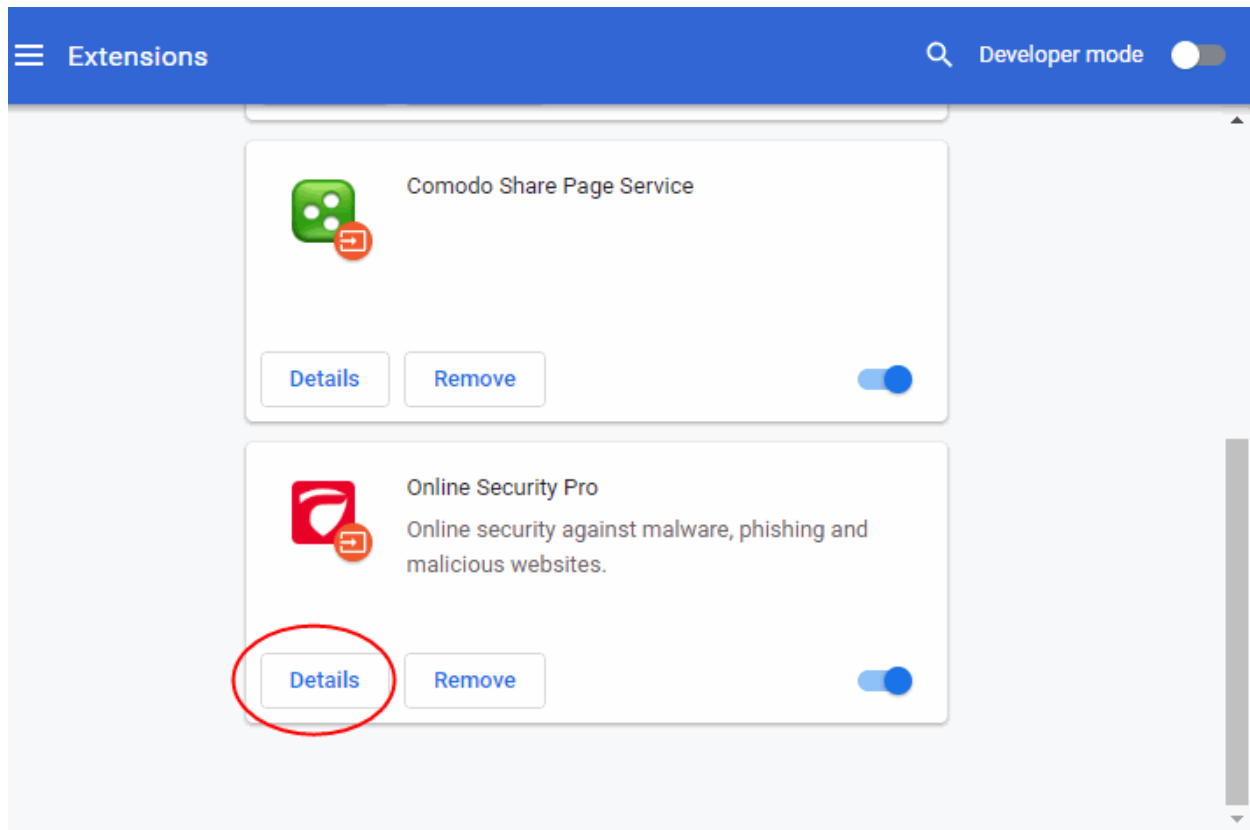 Extensions
Developer mode
Comodo Share Page Service
Details
Remove
Online Security Pro
Online security against malware, phishing and
malicious websites.
Details
Remove